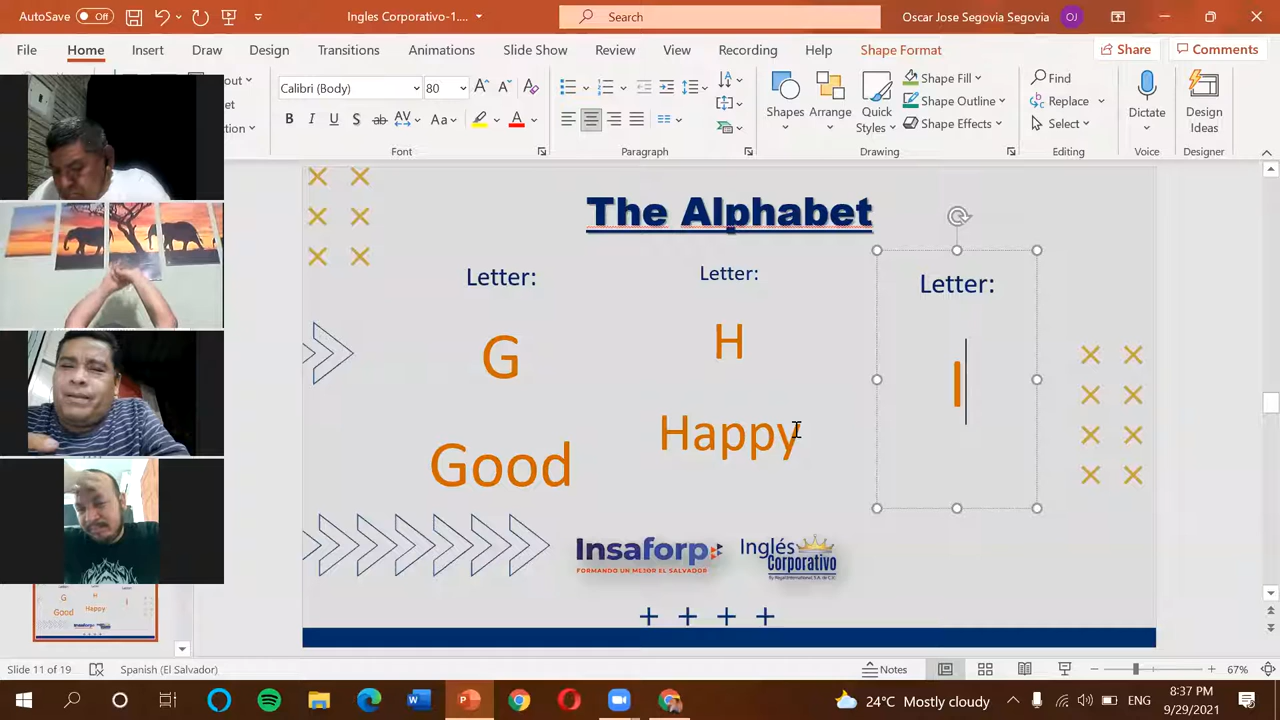 AutoSave Off Ingles Corporativo-1.... Search Oscar Jose Segovia Segovia OJ
File Home Insert Draw Design Transitions Animations Slide Show Review View Recording Help Shape Format Share Comments
Calibri (Body) 80
Shapes Arrange Quick Styles
Shape Fill
Shape Outline
Shape Effects
Find
Replace
Select
Dictate
Design Ideas
Font Paragraph Drawing Editing Voice Designer
The Alphabet
Letter: Letter: Letter:
G H I
Good Happy
Insaforp
FORMANDO UN MEJOR EL SALVADOR
Inglés
Corporativo
G H I
Good Happy
Slide 11 of 19 Spanish (El Salvador) Notes 67%
24°C Mostly cloudy ENG 8:37 PM
9/29/2021